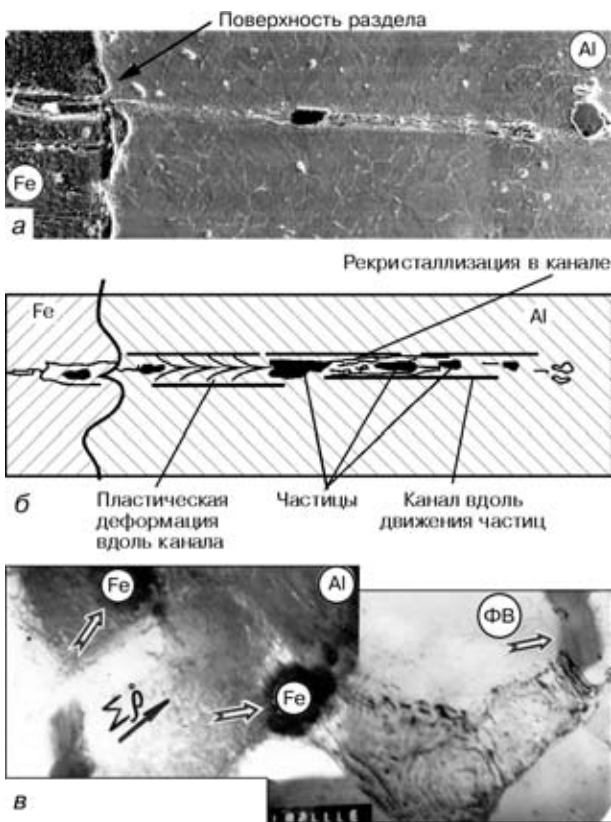 Поверхность раздела
Al
Fe
а
Рекристаллизация в канале
Fe
Al
б
Пластическая
деформация
вдоль канала
Частицы
Канал вдоль
движения частиц
Fe
Al
ФВ
Fe
в